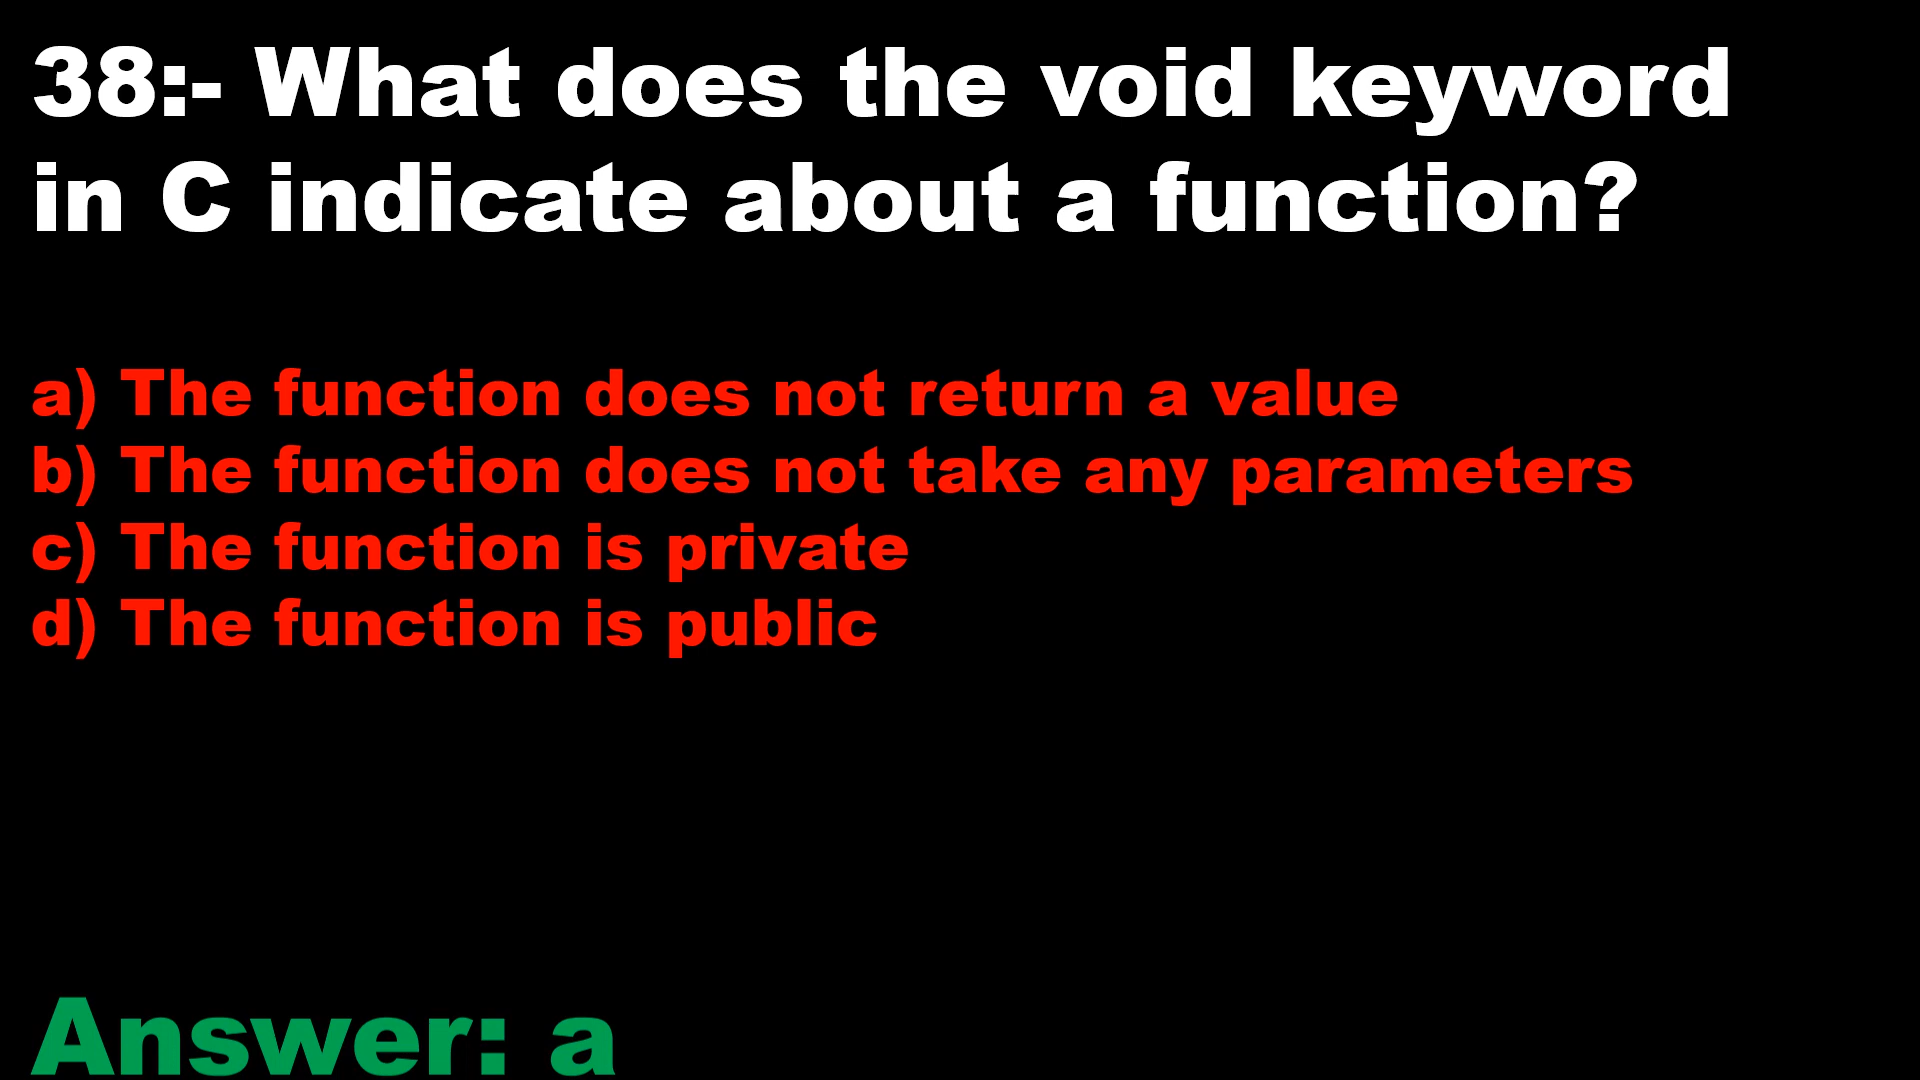 38:- What does the void keyword
in C indicate about a function?
a) The function does not return a value
b) The function does not take any parameters
c) The function is private
d) The function is public
Answer: a